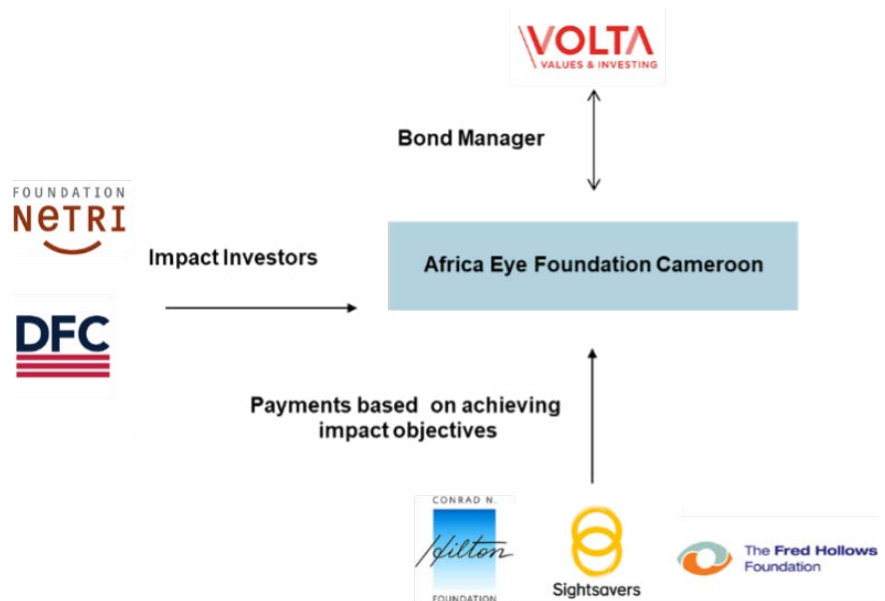 VOLTA
VALUES & INVESTING
Bond Manager
FOUNDATION
NeTRI
Impact Investors
Africa Eye Foundation Cameroon
DFC
Payments based on achieving
impact objectives
CONRAD N.
Hilton
FOUNDATION
Sightsavers
The Fred Hollows
Foundation